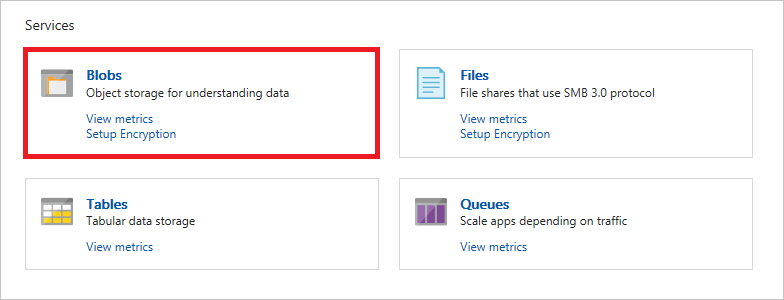 Services
Blobs
Object storage for understanding data
View metrics
Setup Encryption
Files
File shares that use SMB 3.0 protocol
View metrics
Setup Encryption
Tables
Tabular data storage
View metrics
Queues
Scale apps depending on traffic
View metrics